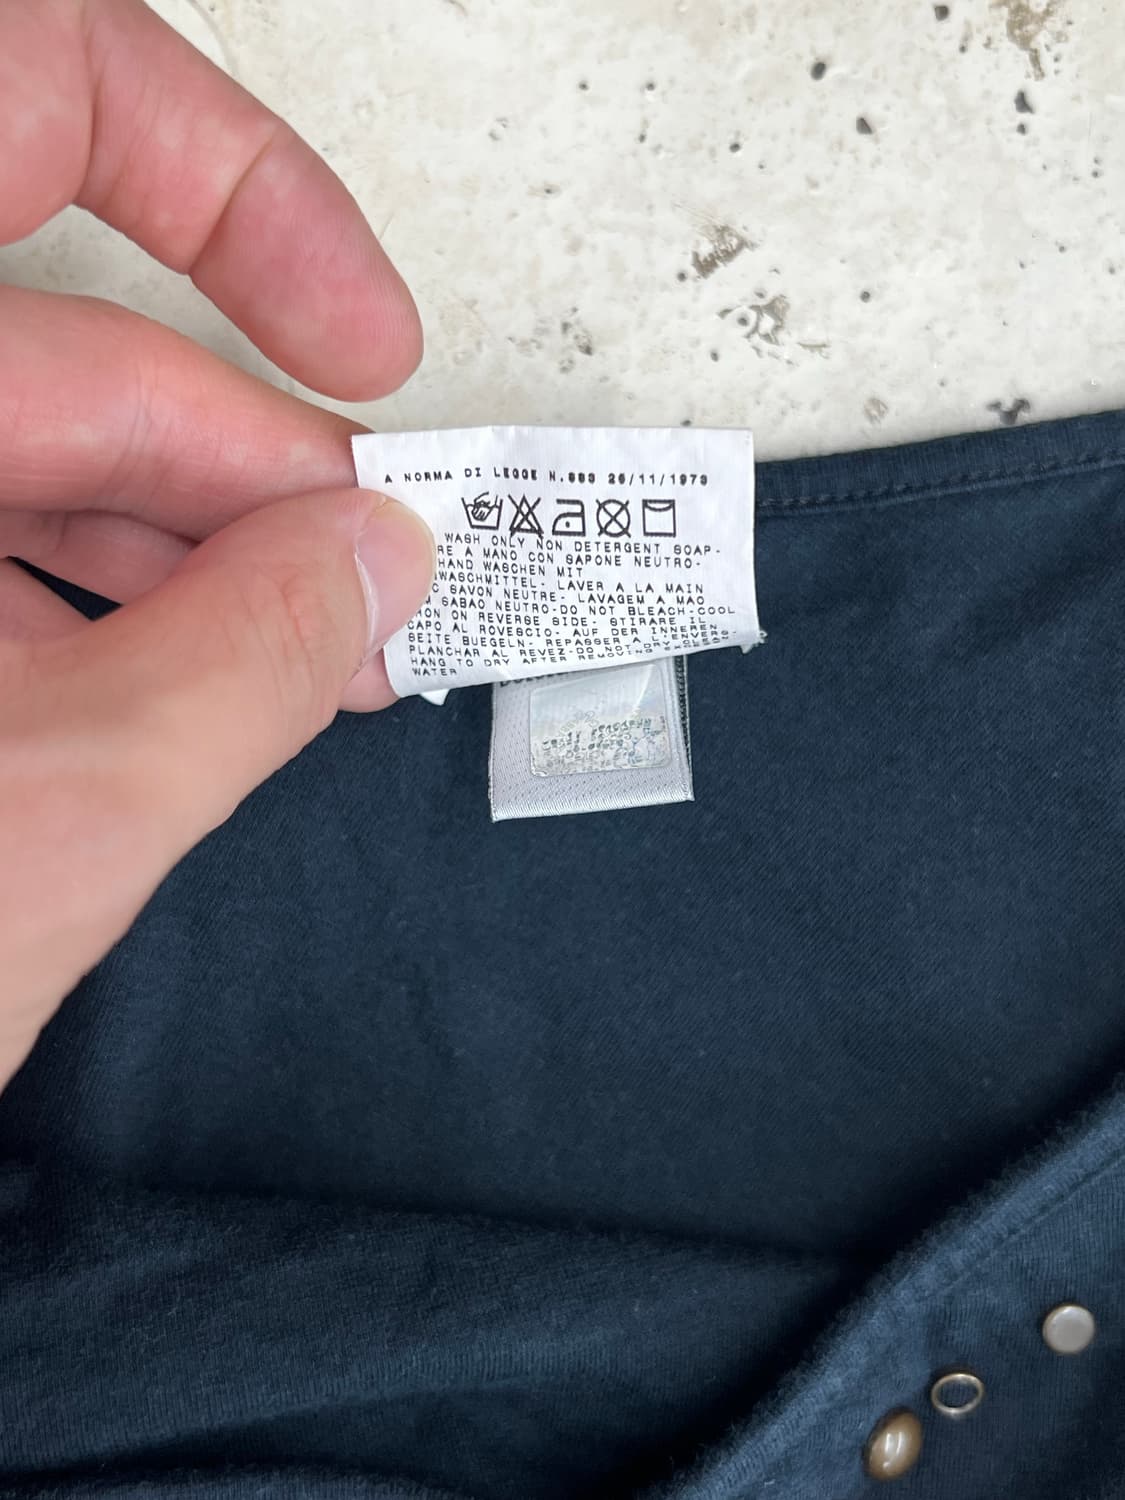 A NORMA DI LEGGE N.883 26/11/1973
WASH ONLY NON DETERGENT SOAP-
RE A MANO CON SAPONE NEUTRO-
HAND WASCHEN MIT
WASCHMITTEL- LAVER A LA MAIN
C SAVON NEUTRE- LAVAGEM A MAO
SABAO NEUTRO-DO NOT BLEACH-COOL
ON REVERSE SIDE- STIRARE IL
CAPO AL ROVESCIO- AUF DER INNEREN
SEITE BUEGELN- REPASSER A
PLANCHAR AL REVEZ-DO NOT
HANG TO DRY AFTER REMOVING
WATER